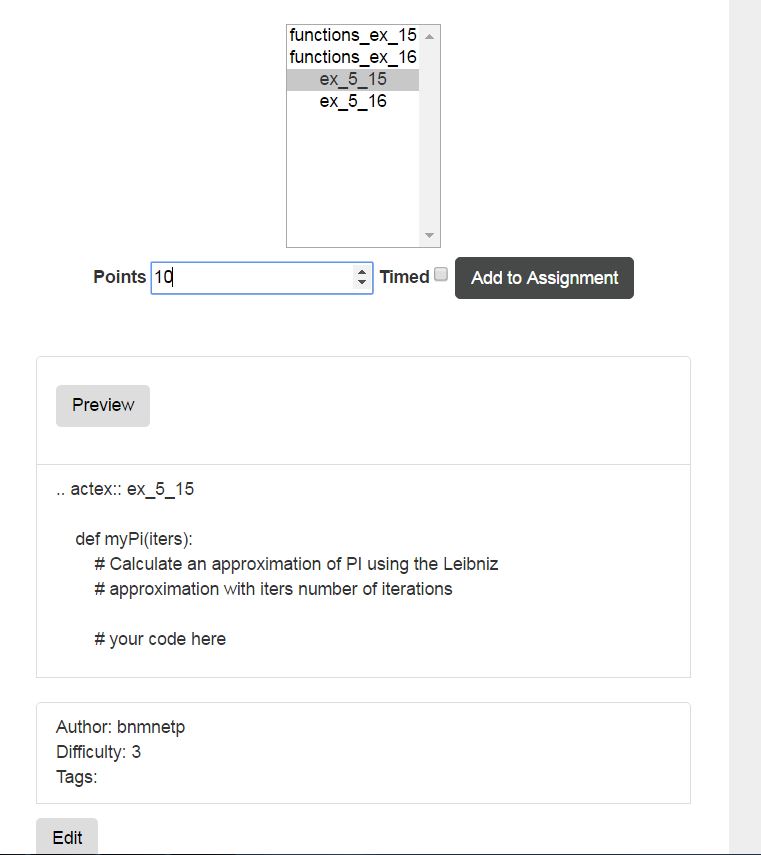 functions_ex_15
functions_ex_16
ex_5_15
ex_5_16
Points 10 Timed Add to Assignment
Preview
.. actex:: ex_5_15
def myPi(iters):
# Calculate an approximation of PI using the Leibniz
# approximation with iters number of iterations
# your code here
Author: bnmnetp
Difficulty: 3
Tags:
Edit